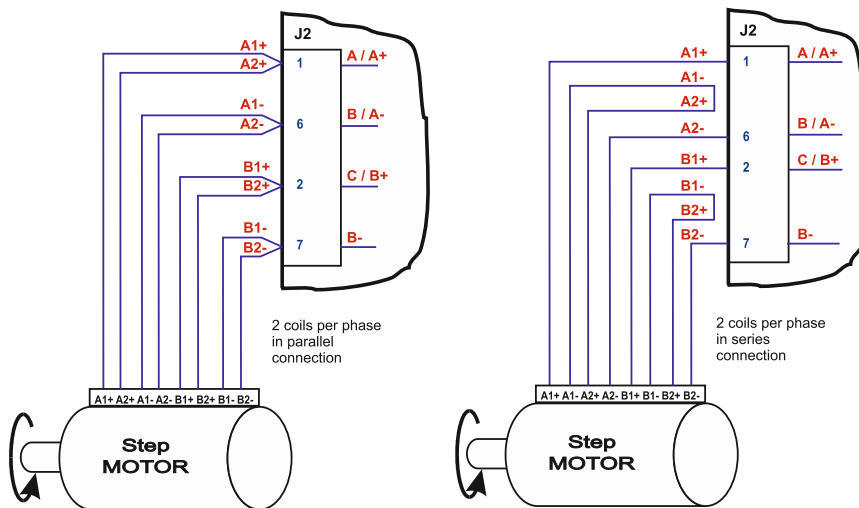 J2
A1+
A2+
1
A / A+
A1-
A2-
6
B / A-
B1+
B2+
2
C / B+
B1-
B2-
7
B-
2 coils per phase
in parallel
connection
A1+ A2+ A1- A2- B1+ B2+ B1- B2-
Step
MOTOR
J2
A1+
1
A / A+
A1-
A2+
A2-
6
B / A-
B1+
2
C / B+
B1-
B2+
B2-
7
B-
2 coils per phase
in series
connection
A1+ A1- A2+ A2- B1+ B1- B2+ B2-
Step
MOTOR